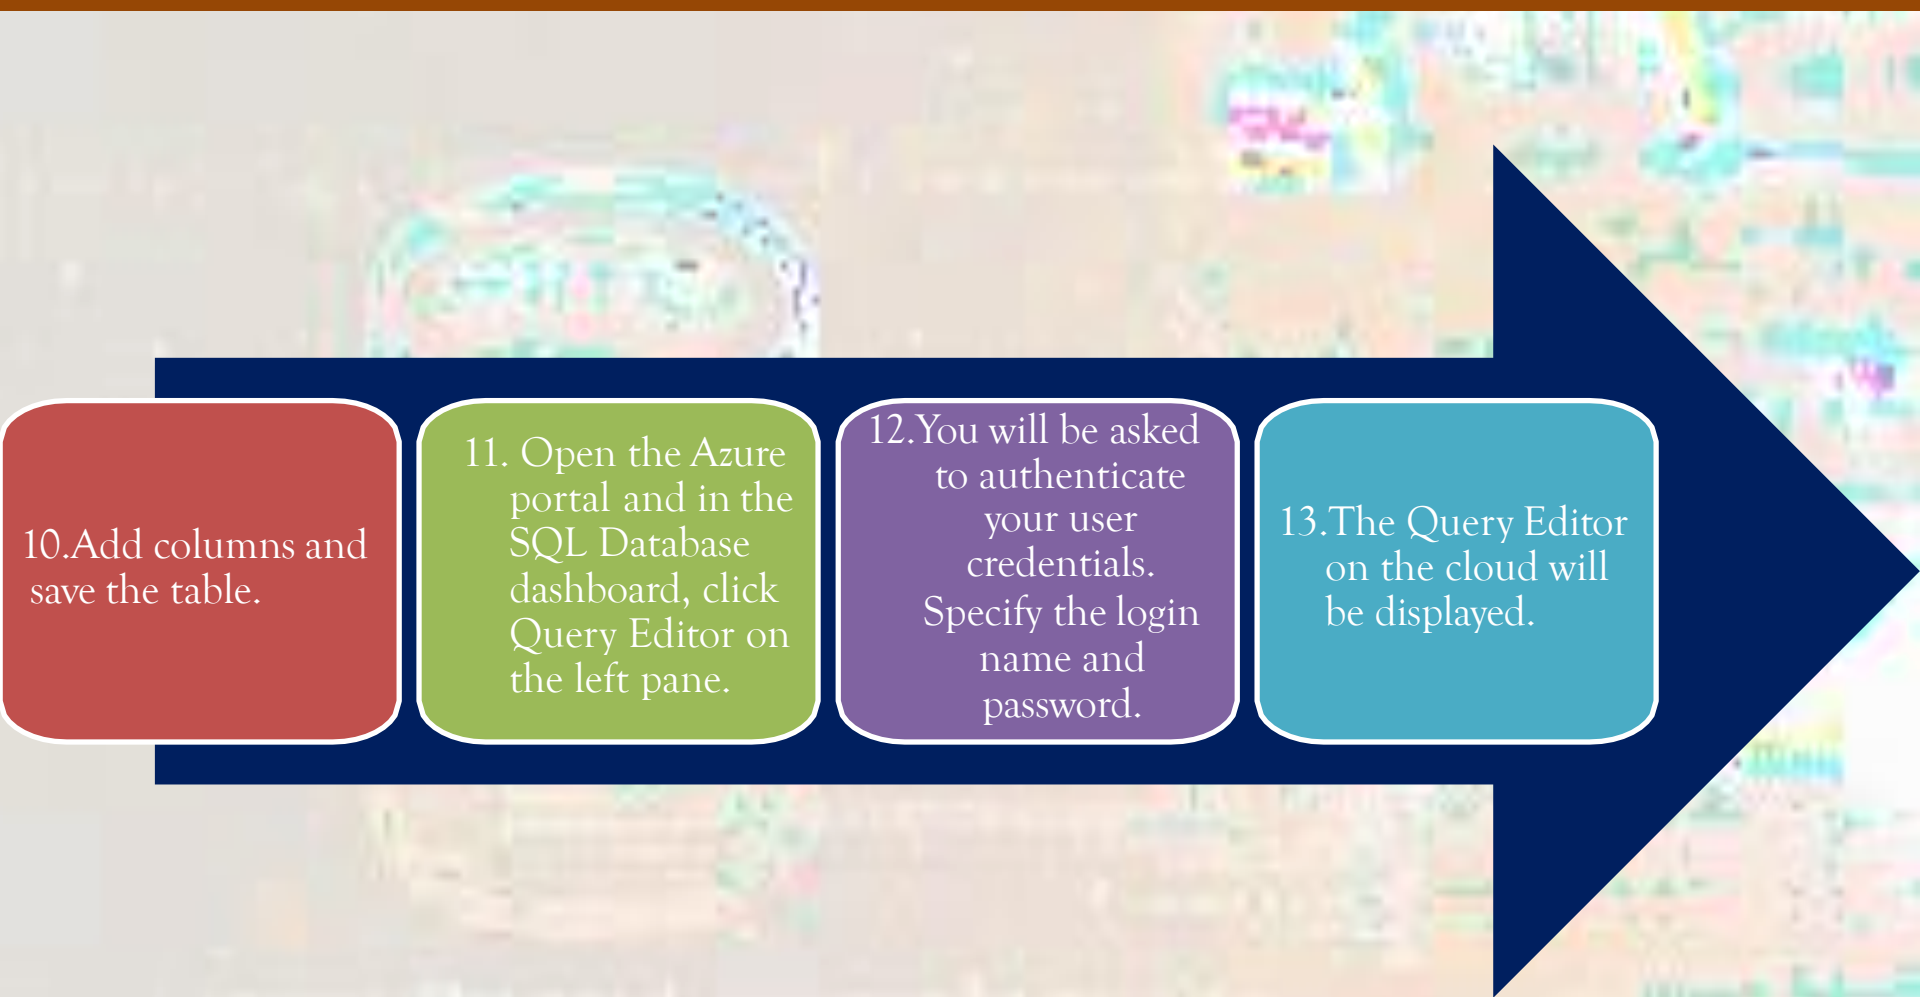 10.Add columns and
save the table.
11. Open the Azure
portal and in the
SQL Database
dashboard, click
Query Editor on
the left pane.
12.You will be asked
to authenticate
your user
credentials.
Specify the login
name and
password.
13.The Query Editor
on the cloud will
be displayed.